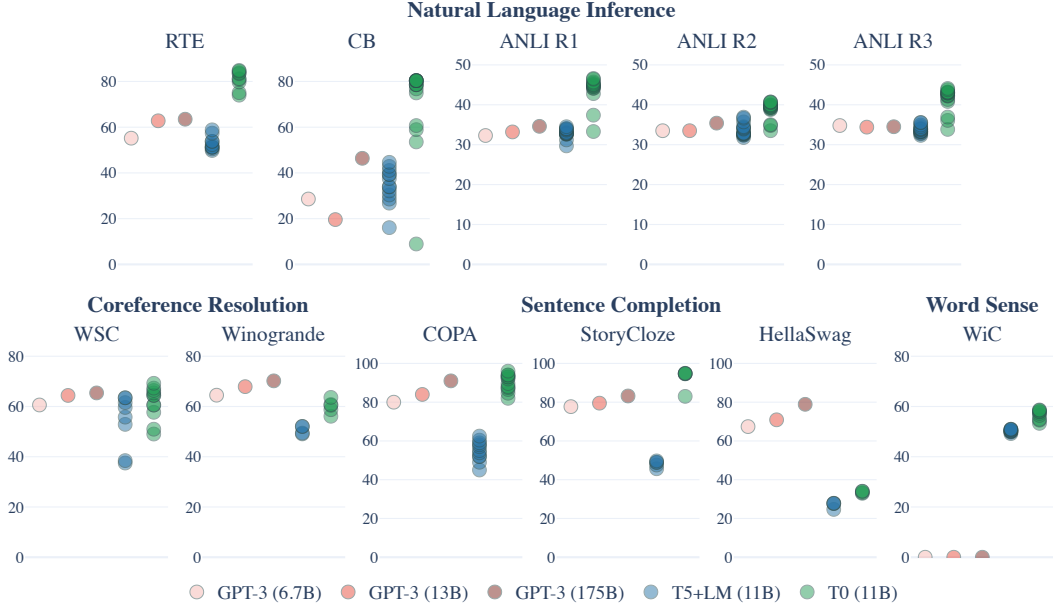 Natural Language Inference
RTE CB ANLI R1 ANLI R2 ANLI R3
80 80 50 50 50
60 60 40 40 40
40 40 30 30 30
20 20 20 20 20
0 0 10 10 10
0 0 0
Coreference Resolution Sentence Completion Word Sense
WSC Winogrande COPA StoryCloze HellaSwag WiC
80 80 100 100 100 80
60 60 80 80 80 60
40 40 60 60 60 40
20 20 40 40 40 20
0 0 20 20 20 0
0 0 0
GPT-3 (6.7B) GPT-3 (13B) GPT-3 (175B) T5+LM (11B) T0 (11B)